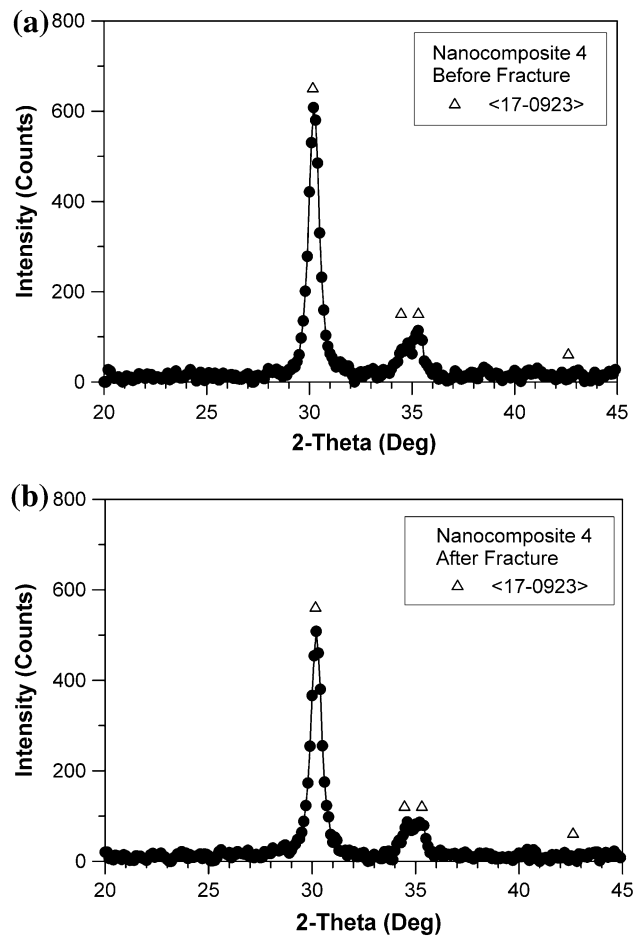 (a)
800
600
400
200
0
Intensity (Counts)
Nanocomposite 4
Before Fracture
△ <17-0923>
20 25 30 35 40 45
2-Theta (Deg)
(b)
800
600
400
200
0
Intensity (Counts)
Nanocomposite 4
After Fracture
△ <17-0923>
20 25 30 35 40 45
2-Theta (Deg)